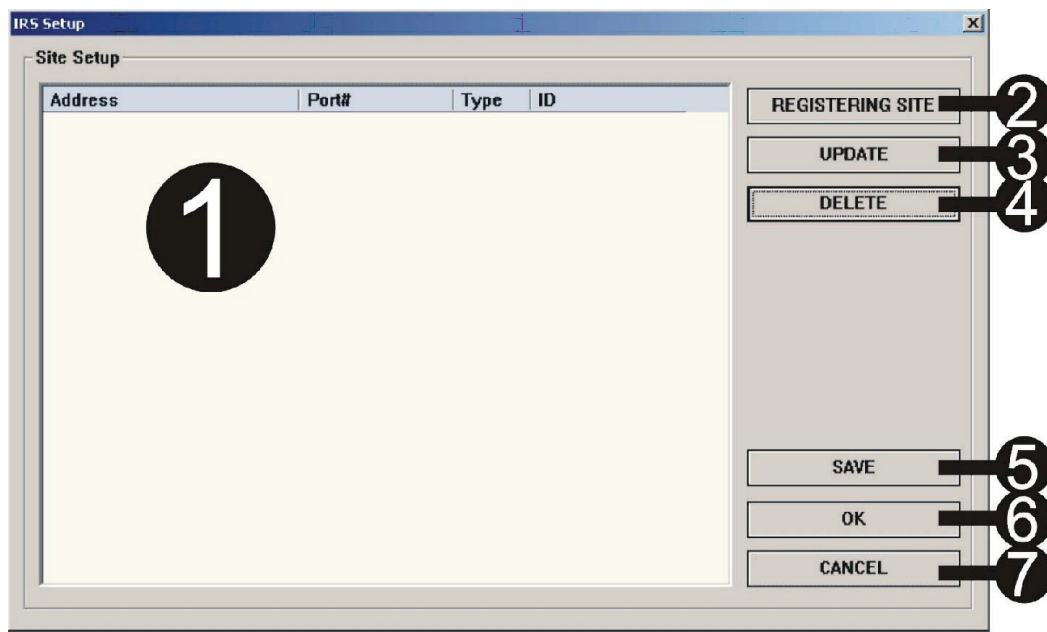 IRS Setup
Site Setup
Address Port# Type ID
1
REGISTERING SITE 2
UPDATE 3
DELETE 4
SAVE 5
OK 6
CANCEL 7